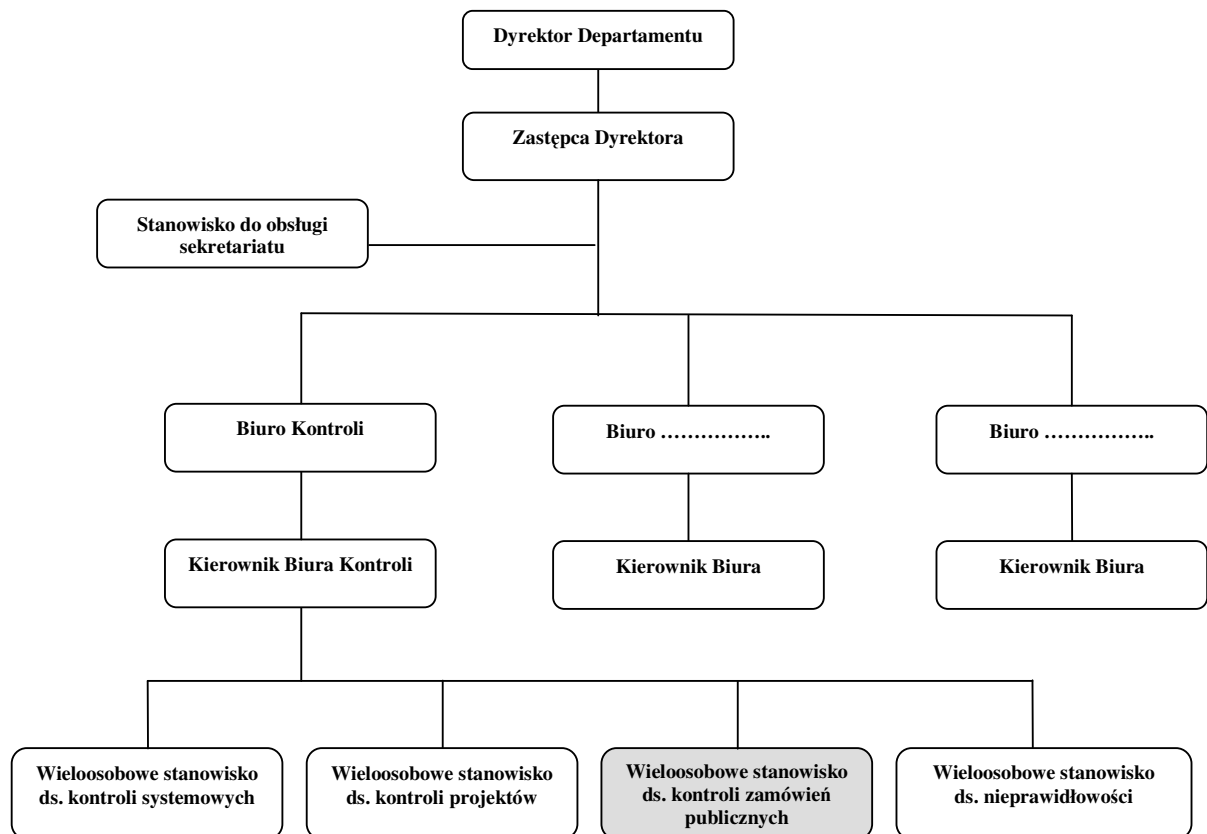 Dyrektor Departamentu
Zastępca Dyrektora
Stanowisko do obsługi
sekretariatu
Biuro Kontroli
Biuro ……………..
Biuro ……………..
Kierownik Biura Kontroli
Kierownik Biura
Kierownik Biura
Wieloosobowe stanowisko
ds. kontroli systemowych
Wieloosobowe stanowisko
ds. kontroli projektów
Wieloosobowe stanowisko
ds. kontroli zamówień
publicznych
Wieloosobowe stanowisko
ds. nieprawidłowości